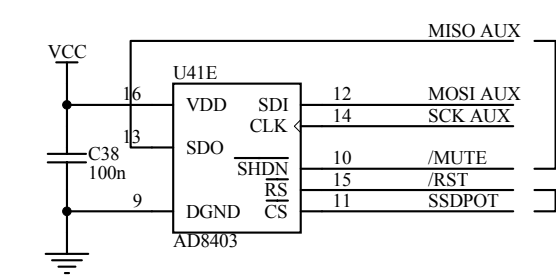 MISO AUX
VCC
U41E
16 VDD SDI 12 MOSI AUX
CLK 14 SCK AUX
13 SDO
C38
100n
SHDN 10 /MUTE
RS 15 /RST
9 DGND CS 11 SSDPOT
AD8403